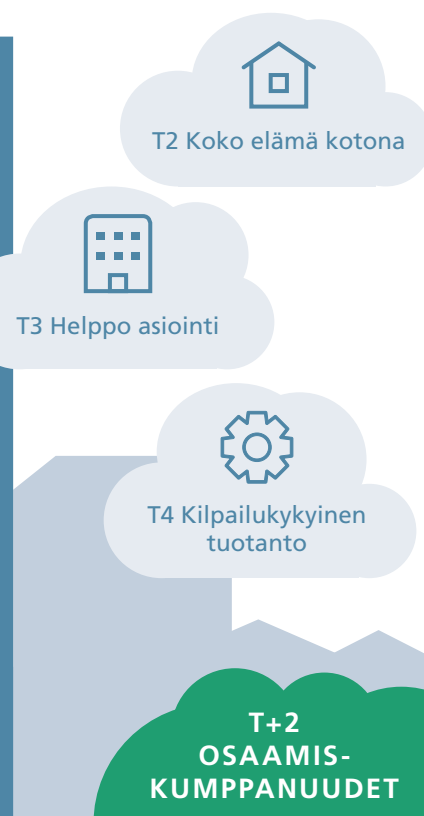 T2 Koko elämä kotona
T3 Helppo asiointi
T4 Kilpailukykyinen
tuotanto
T+2
OSAAMIS-
KUMPPANUUDET